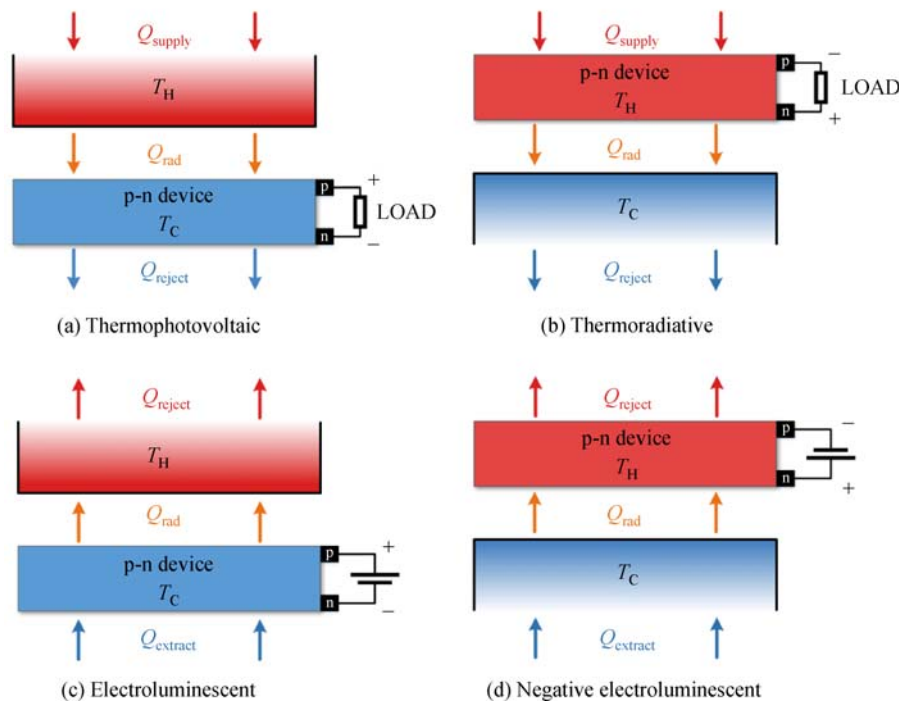 Q_supply
T_H
Q_rad
p-n device
T_C
p
n
+
−
LOAD
Q_reject
(a) Thermophotovoltaic
Q_supply
p-n device
T_H
p
n
−
+
LOAD
Q_rad
T_C
Q_reject
(b) Thermoradiative
Q_reject
T_H
Q_rad
p-n device
T_C
p
n
+
−
Q_extract
(c) Electroluminescent
Q_reject
p-n device
T_H
p
n
−
+
Q_rad
T_C
Q_extract
(d) Negative electroluminescent